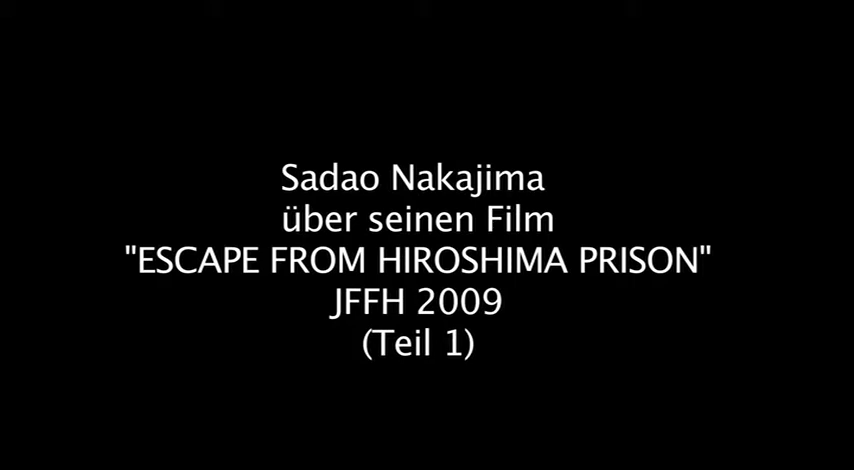 Sadao Nakajima
über seinen Film
"ESCAPE FROM HIROSHIMA PRISON"
JFFH 2009
(Teil 1)